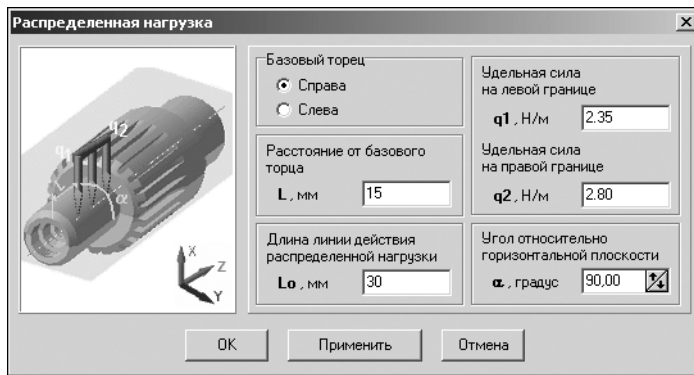 Распределенная нагрузка
q1
q2
α
X
Z
Y
Базовый торец
Справа
Слева
Расстояние от базового
торца
L , мм 15
Длина линии действия
распределенной нагрузки
Lo , мм 30
Удельная сила
на левой границе
q1 , Н/м 2.35
Удельная сила
на правой границе
q2 , Н/м 2.80
Угол относительно
горизонтальной плоскости
α , градус 90,00
OK Применить Отмена